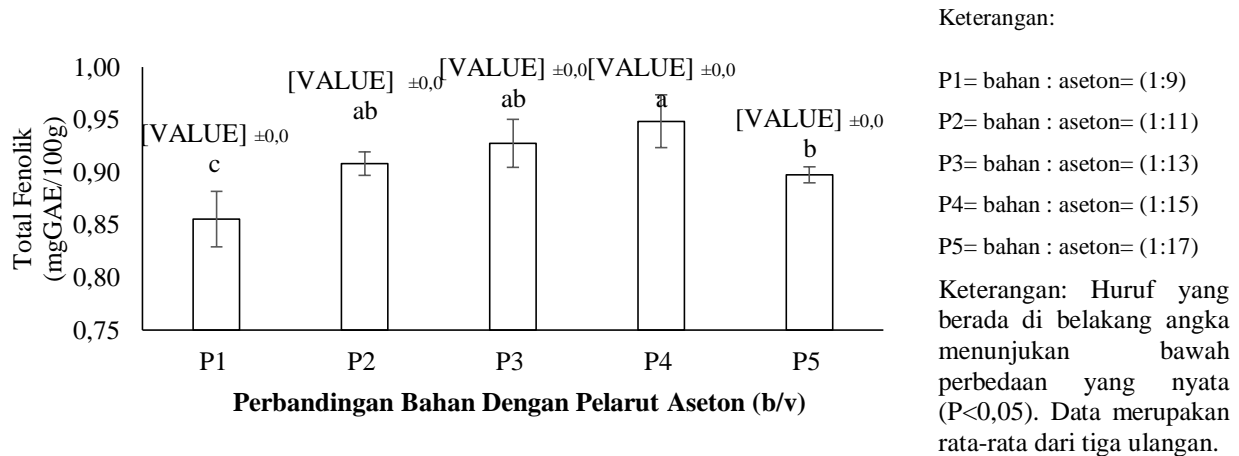 Keterangan:
1,00
0,95
0,90
0,85
0,80
0,75
Total Fenolik
(mgGAE/100g)
[VALUE] ±0,0
c
[VALUE] ±0,0
ab
[VALUE] ±0,0
ab
[VALUE] ±0,0
a
[VALUE] ±0,0
b
P1 P2 P3 P4 P5
Perbandingan Bahan Dengan Pelarut Aseton (b/v)
P1= bahan : aseton= (1:9)
P2= bahan : aseton= (1:11)
P3= bahan : aseton= (1:13)
P4= bahan : aseton= (1:15)
P5= bahan : aseton= (1:17)
Keterangan: Huruf yang
berada di belakang angka
menunjukan bawah
perbedaan yang nyata
(P<0,05). Data merupakan
rata-rata dari tiga ulangan.